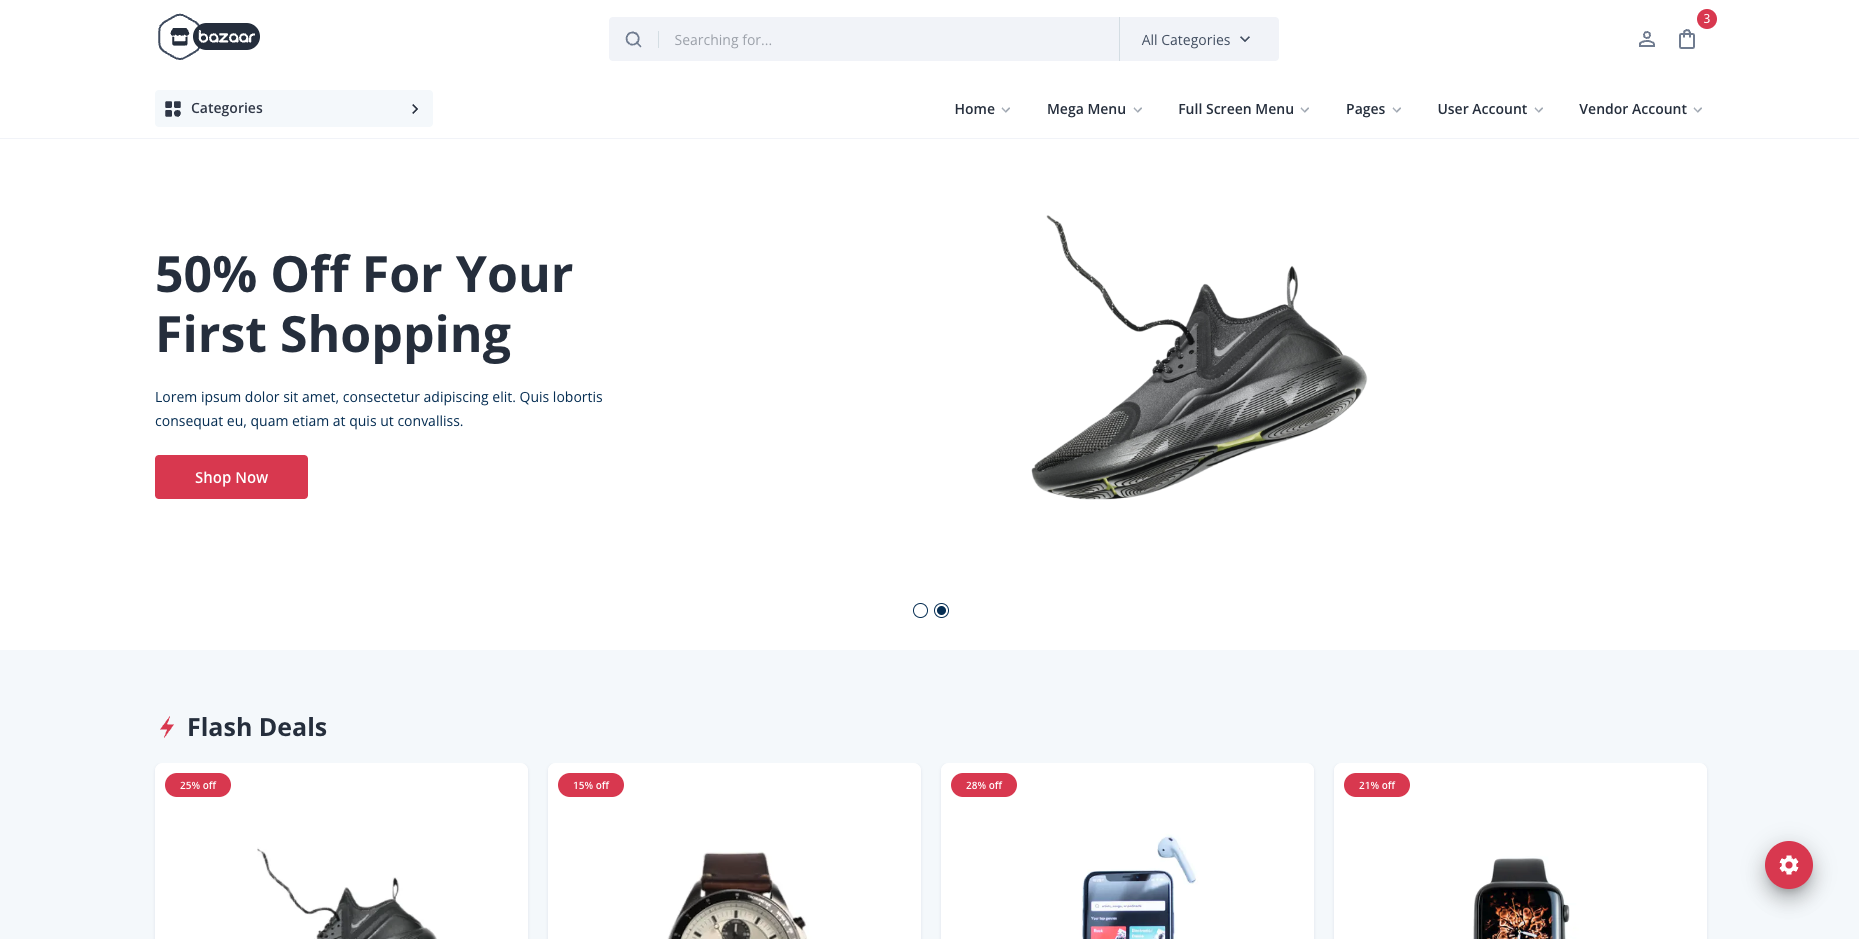 bazaar
Searching for...
All Categories
3
Categories
Home
Mega Menu
Full Screen Menu
Pages
User Account
Vendor Account
50% Off For Your
First Shopping
Lorem ipsum dolor sit amet, consectetur adipiscing elit. Quis lobortis
consequat eu, quam etiam at quis ut convalliss.
Shop Now
Flash Deals
25% off
15% off
28% off
21% off